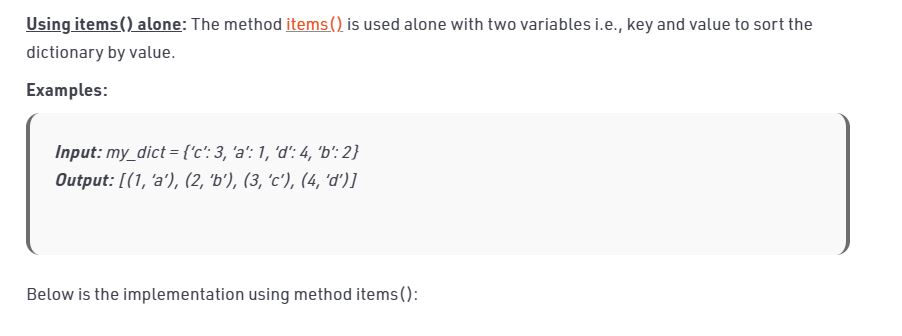 Using items() alone: The method items() is used alone with two variables i.e., key and value to sort the
dictionary by value.
Examples:
Input: my_dict = {‘c’: 3, ‘a’: 1, ‘d’: 4, ‘b’: 2}
Output: [(1, ‘a’), (2, ‘b’), (3, ‘c’), (4, ‘d’)]
Below is the implementation using method items():